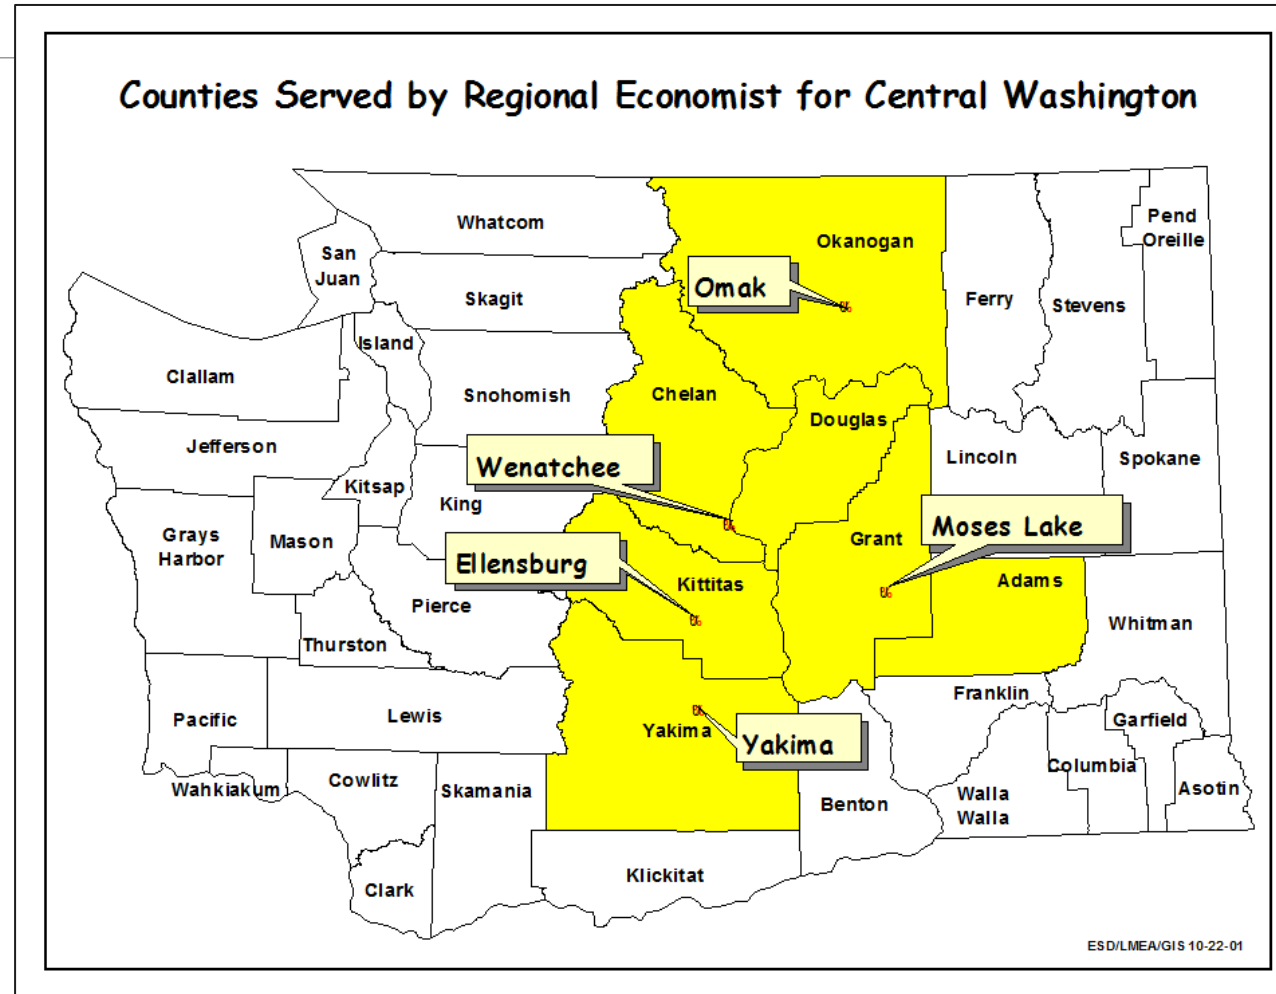 Counties Served by Regional Economist for Central Washington
Whatcom
San
Juan
Skagit
Okanogan
Pend
Oreille
Omak
Ferry
Stevens
Island
Clallam
Snohomish
Chelan
Douglas
Jefferson
Wenatchee
Lincoln
Spokane
Kitsap
King
Grays
Harbor
Mason
Grant
Moses Lake
Ellensburg
Kittitas
Adams
Pierce
Whitman
Thurston
Franklin
Pacific
Lewis
Yakima
Yakima
Garfield
Columbia
Wahkiakum
Cowlitz
Skamania
Benton
Walla
Walla
Asotin
Klickitat
Clark
ESD/LMEA/GIS 10-22-01